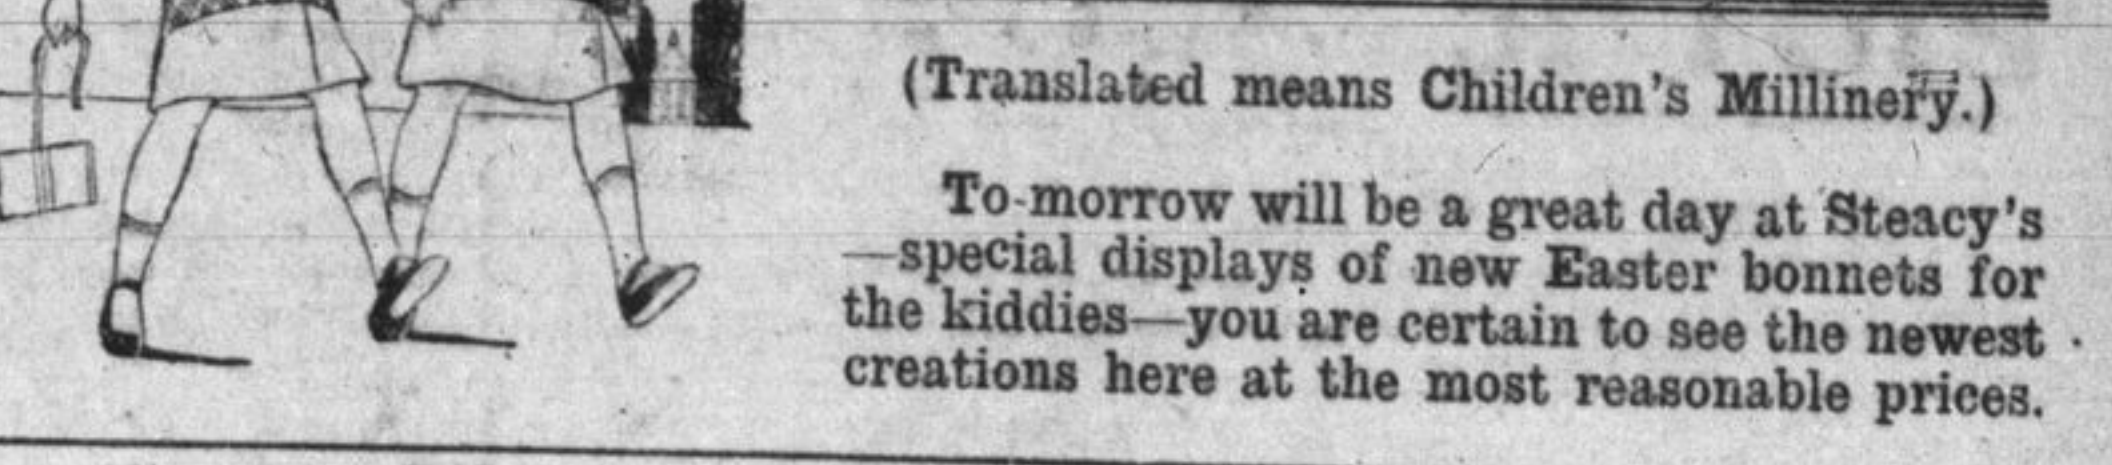 (Translated means Children's Millinery.)
To-morrow will be a great day at Steacy's
—special displays of new Easter bonnets for
the kiddies—you are certain to see the newest
creations here at the most reasonable prices.